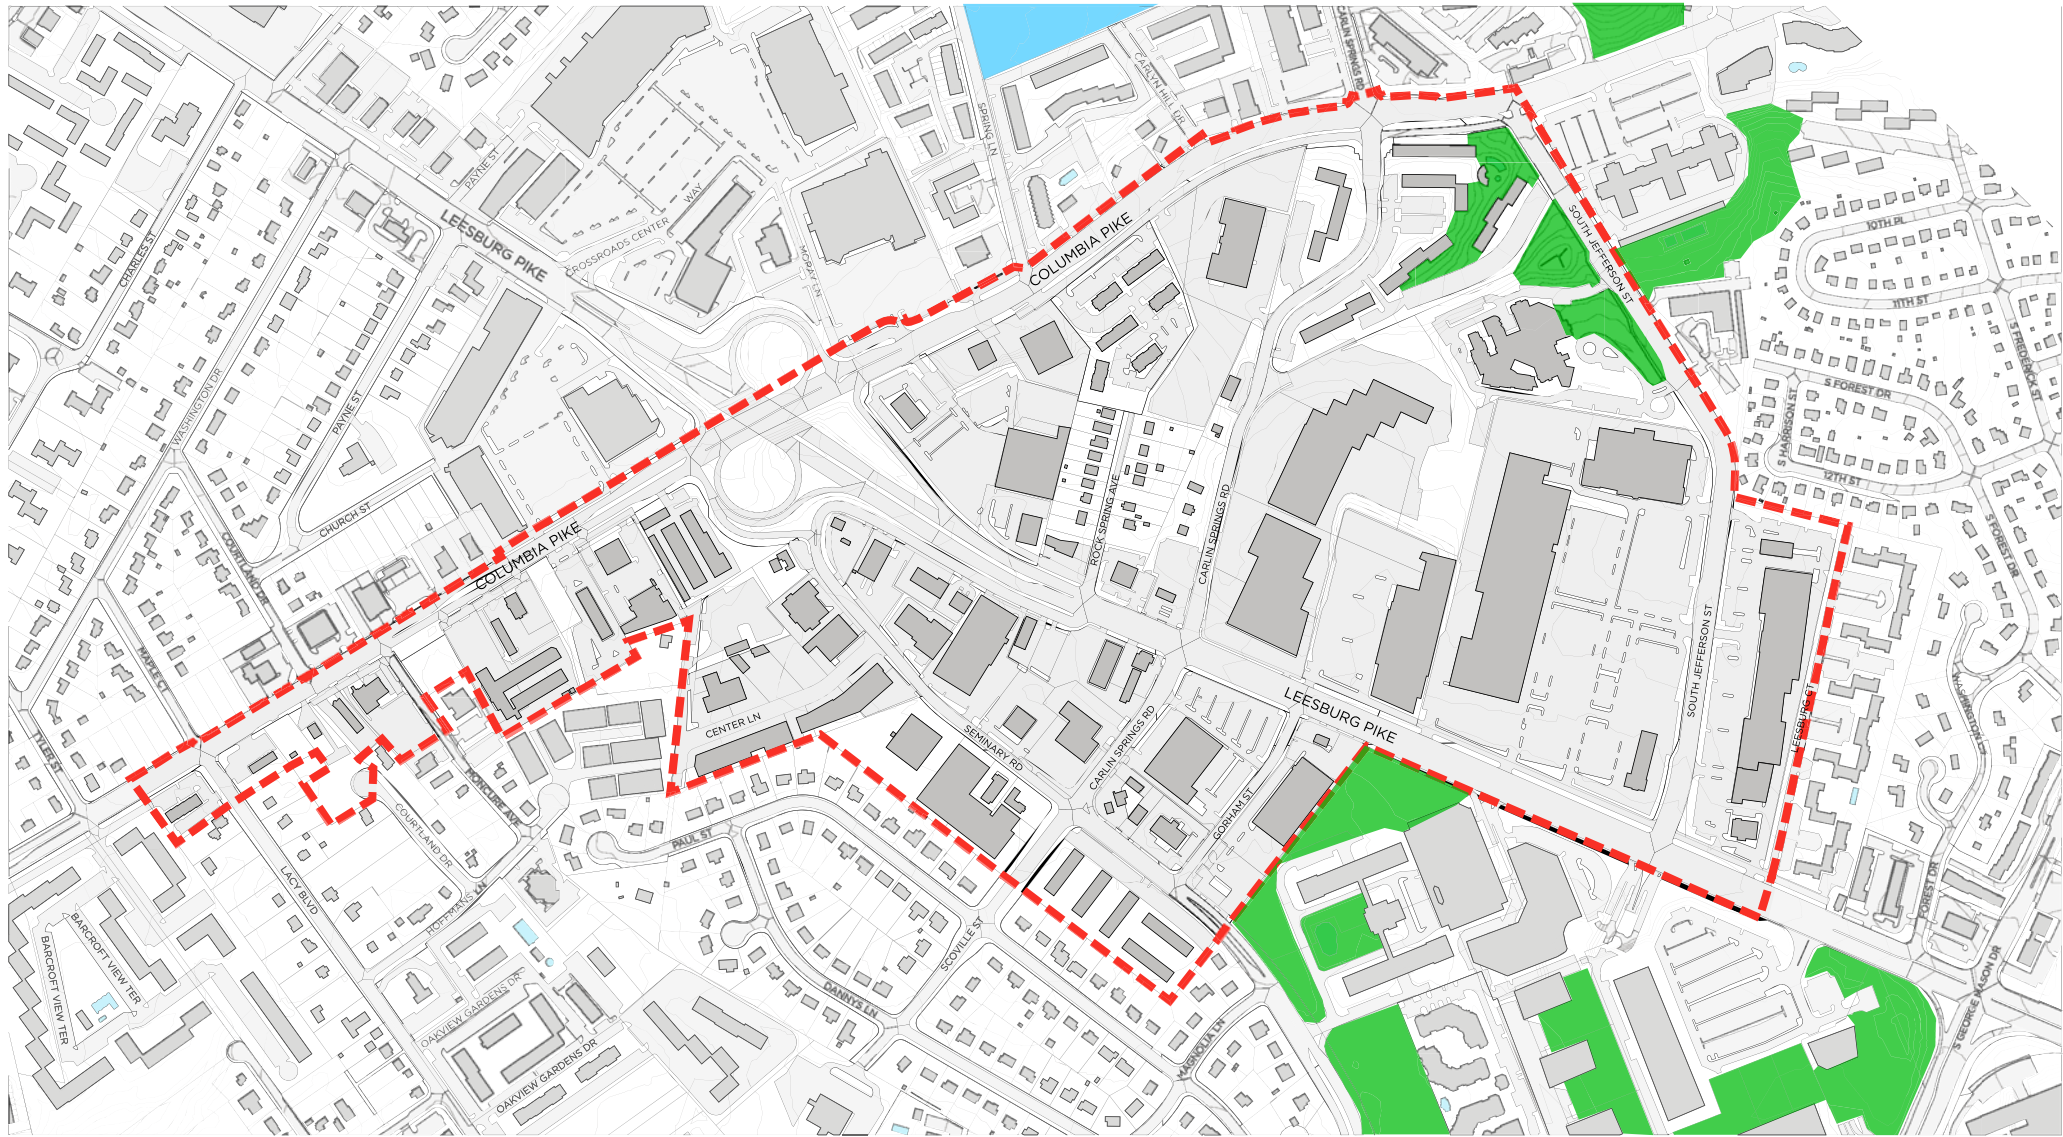 CARLIN SPRINGS RD
CARLYN HILL DR
SPRING LN
PAYNE ST
WAY
CROSSROADS CENTER
LEESBURG PIKE
CHARLES ST
MORAY LN
COLUMBIA PIKE
SOUTH JEFFERSON ST
10TH PL
11TH ST
S FREDERICK ST
S FOREST DR
S HARRISON ST
12TH ST
WASHINGTON DR
PAYNE ST
CHURCH ST
COURTLAND DR
COLUMBIA PIKE
ROCK SPRING AVE
CARLIN SPRINGS RD
S FOREST DR
MAPLE CT
TYLER ST
SOUTH JEFFERSON ST
LEESBURG CT
WASHINGTON CT
LEESBURG PIKE
CENTER LN
SEMINARY RD
CARLIN SPRINGS RD
GORHAM ST
MONCURE AVE
COURTLAND DR
PAUL ST
LACY BLVD
HOFFMANS LN
FOREST DR
BARCROFT VIEW TER
BARCROFT VIEW TER
SCOVILLE ST
DANNYS LN
OAKVIEW GARDENS DR
OAKVIEW GARDENS DR
MAGNOLIA LN
S GEORGE MASON DR